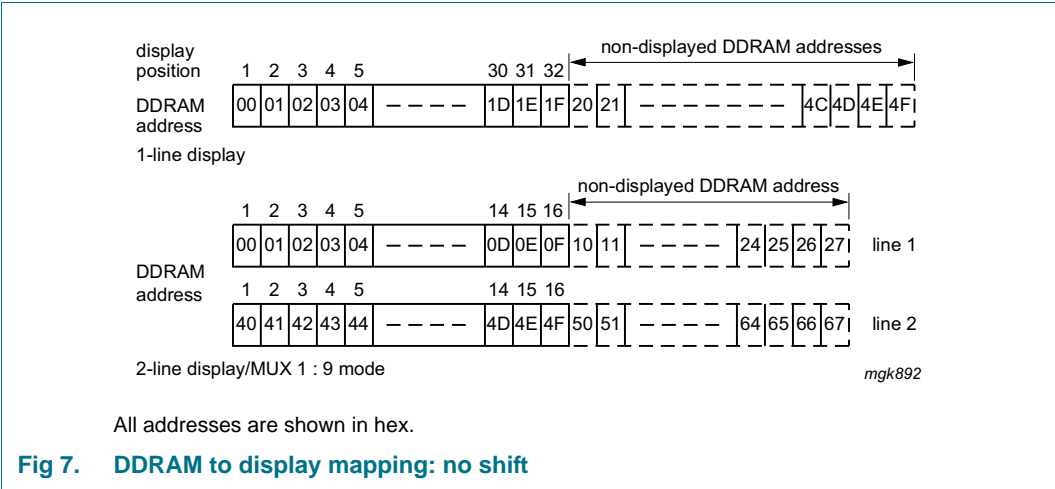 display
position
1 2 3 4 5 30 31 32 non-displayed DDRAM addresses
DDRAM
address
00 01 02 03 04 1D 1E 1F 20 21 4C 4D 4E 4F
1-line display
non-displayed DDRAM address
1 2 3 4 5 14 15 16
00 01 02 03 04 0D 0E 0F 10 11 24 25 26 27 line 1
DDRAM
address
1 2 3 4 5 14 15 16
40 41 42 43 44 4D 4E 4F 50 51 64 65 66 67 line 2
2-line display/MUX 1 : 9 mode
mgk892
All addresses are shown in hex.
Fig 7. DDRAM to display mapping: no shift